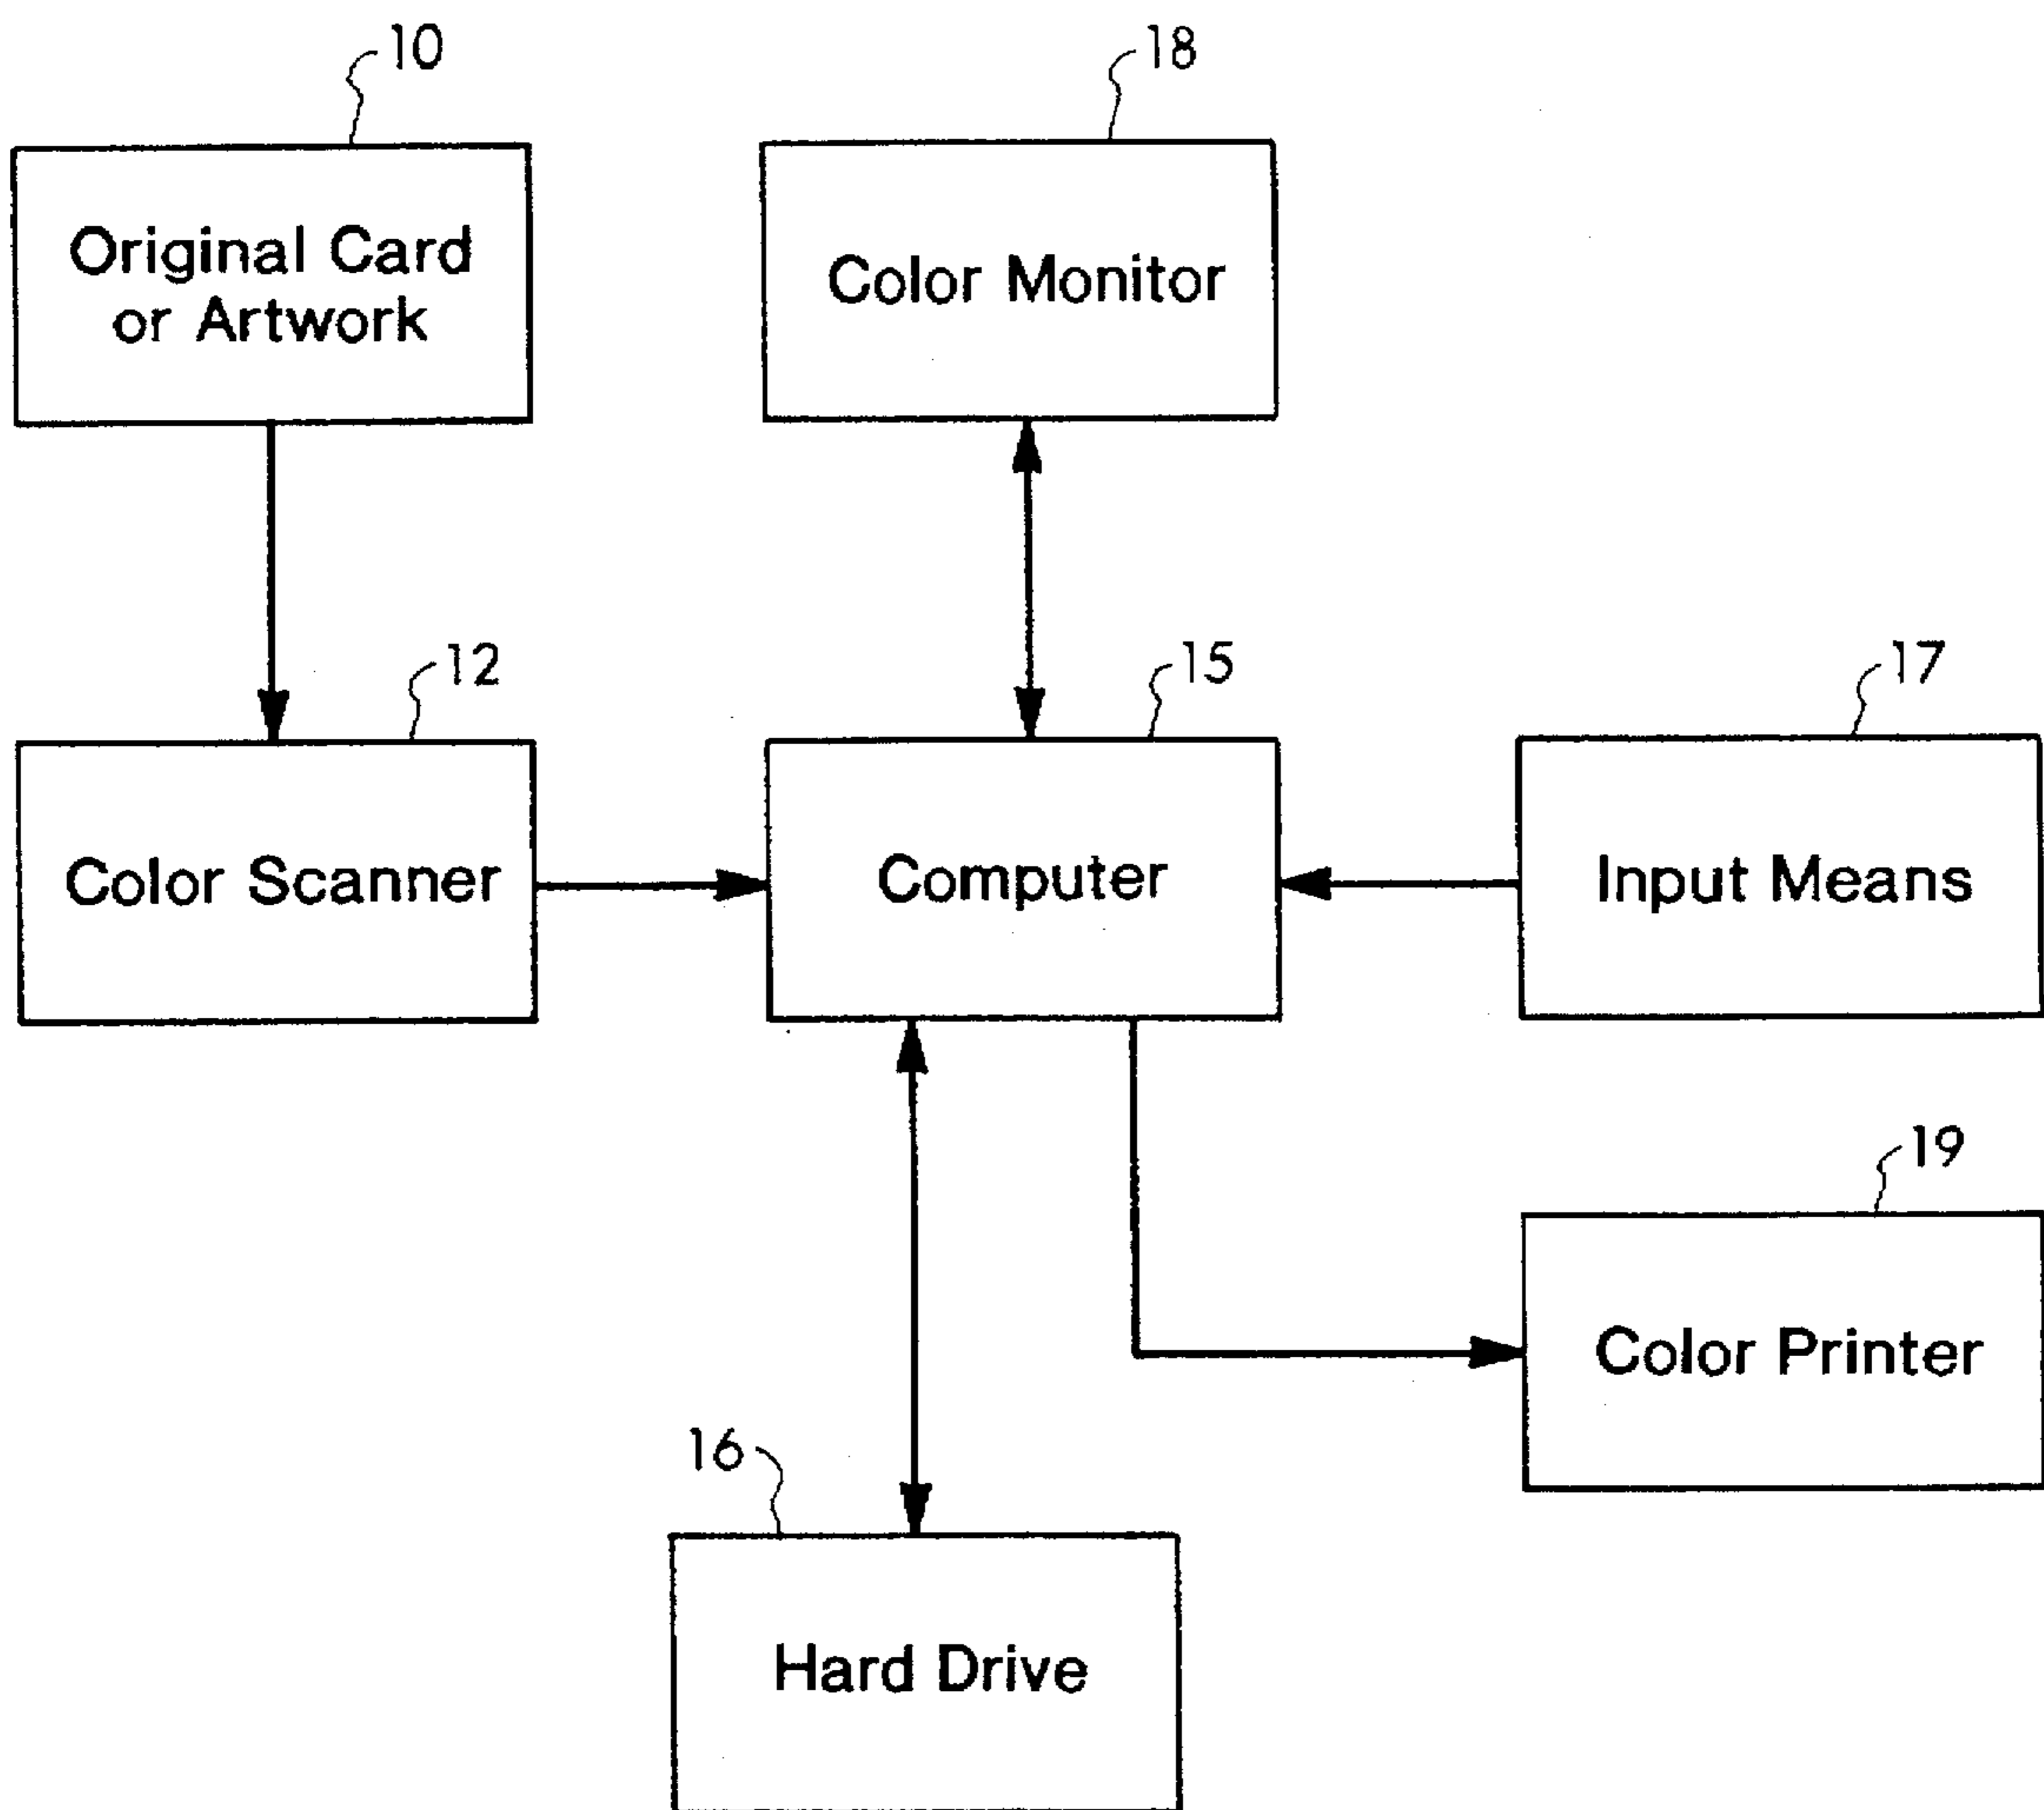 10
18
Original Card
or Artwork
Color Monitor
12
15
17
Color Scanner
Computer
Input Means
19
Color Printer
16
Hard Drive